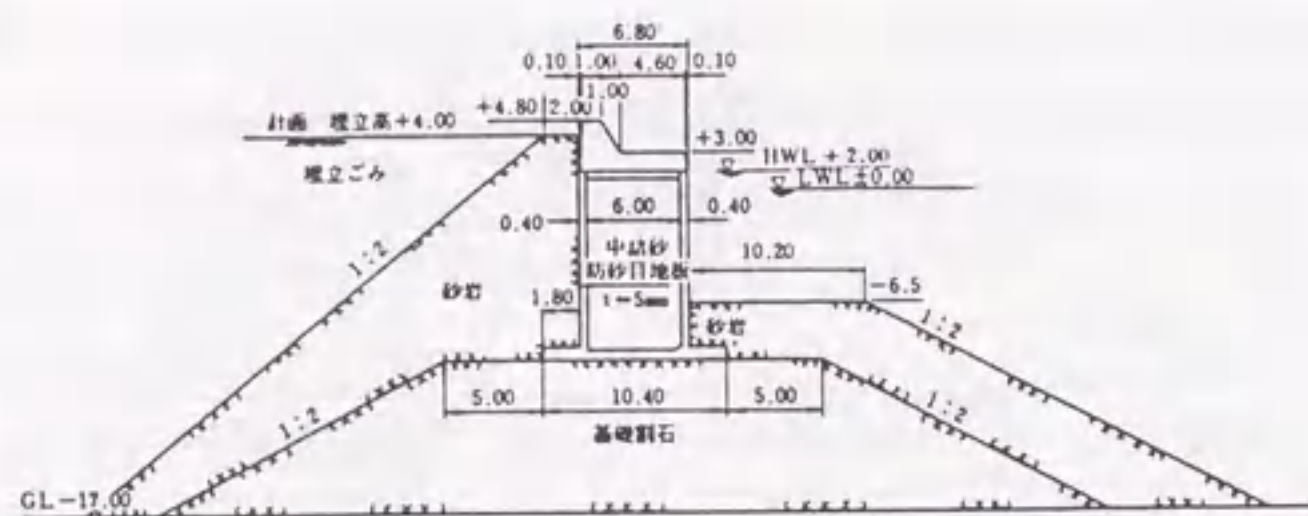 6.80
0.10 1.00 4.60 0.10
1.00
+4.80 2.00
計画 埋立高+4.00
+3.00
HWL + 2.00
LWL ±0.00
埋立ごみ
6.00
0.40 0.40
中詰砂
10.20
1:2
防砂目地板
-6.5
砂岩
1.80
t=5mm
砂岩
1:2
5.00 10.40 5.00
1:2
1:2
基礎割石
GL-17.00